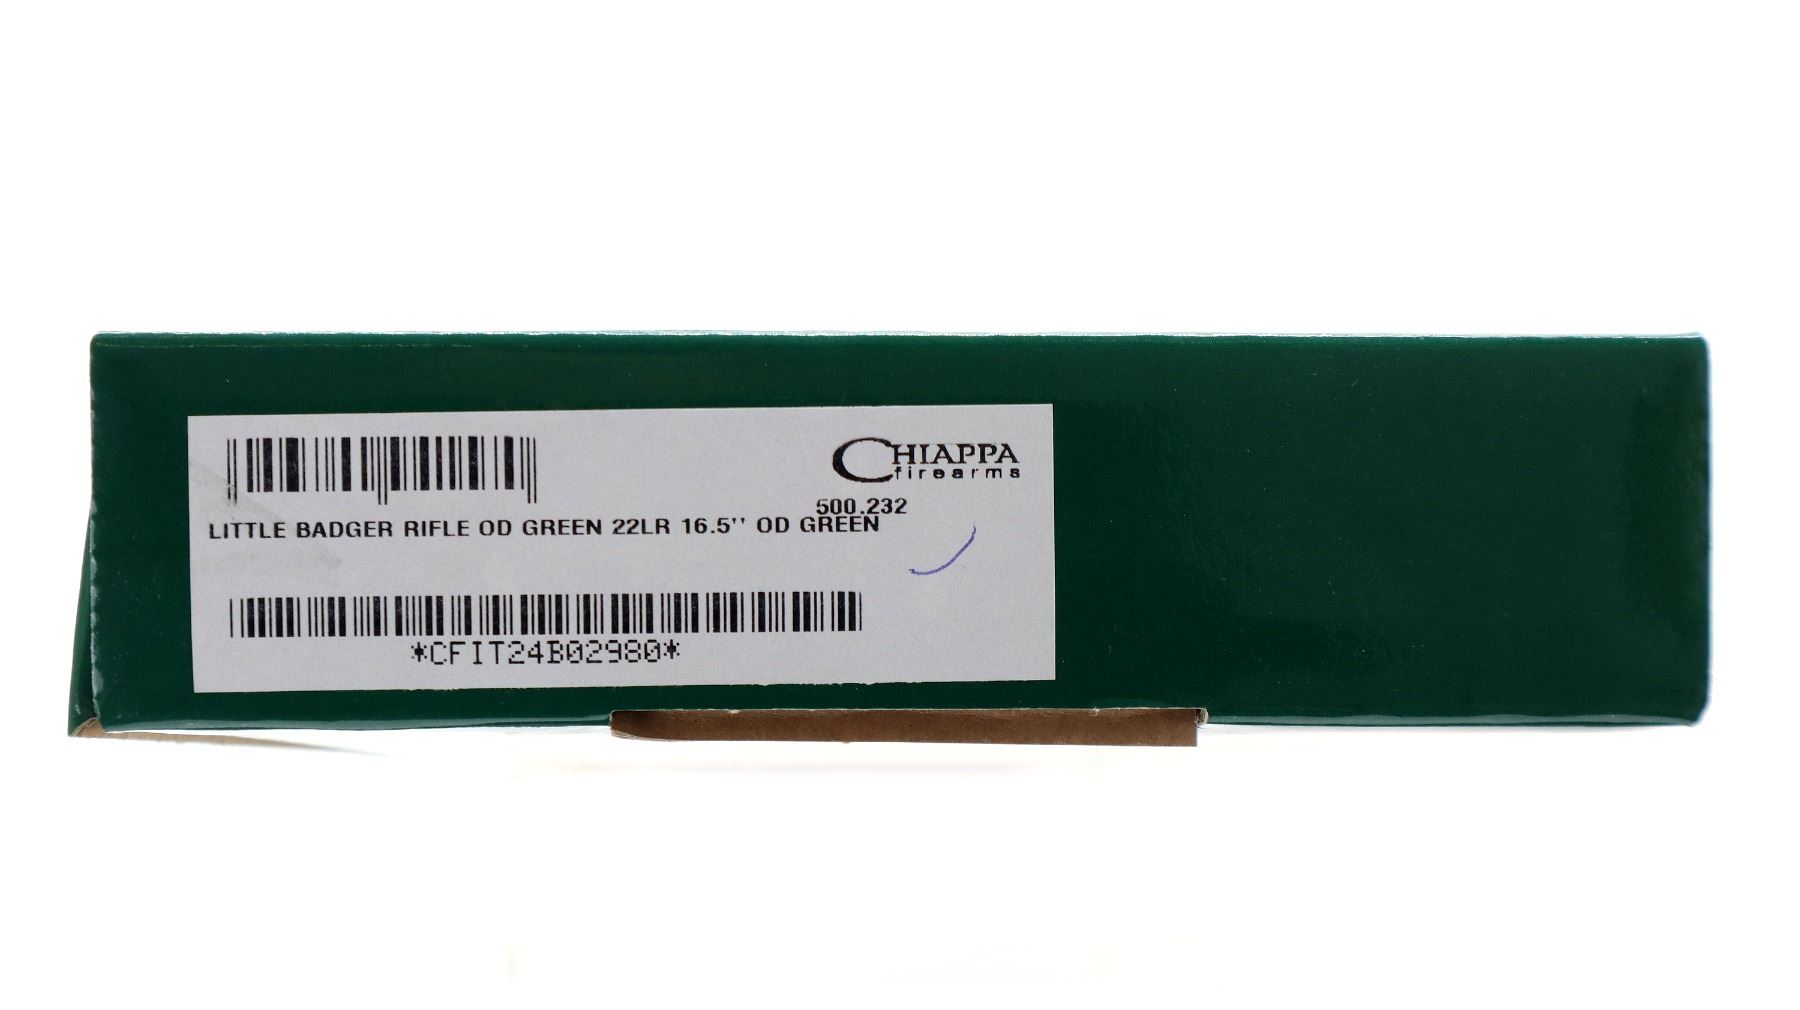 CHIAPPA
firearms
500.232
LITTLE BADGER RIFLE OD GREEN 22LR 16.5'' OD GREEN
*CFIT24B02980*